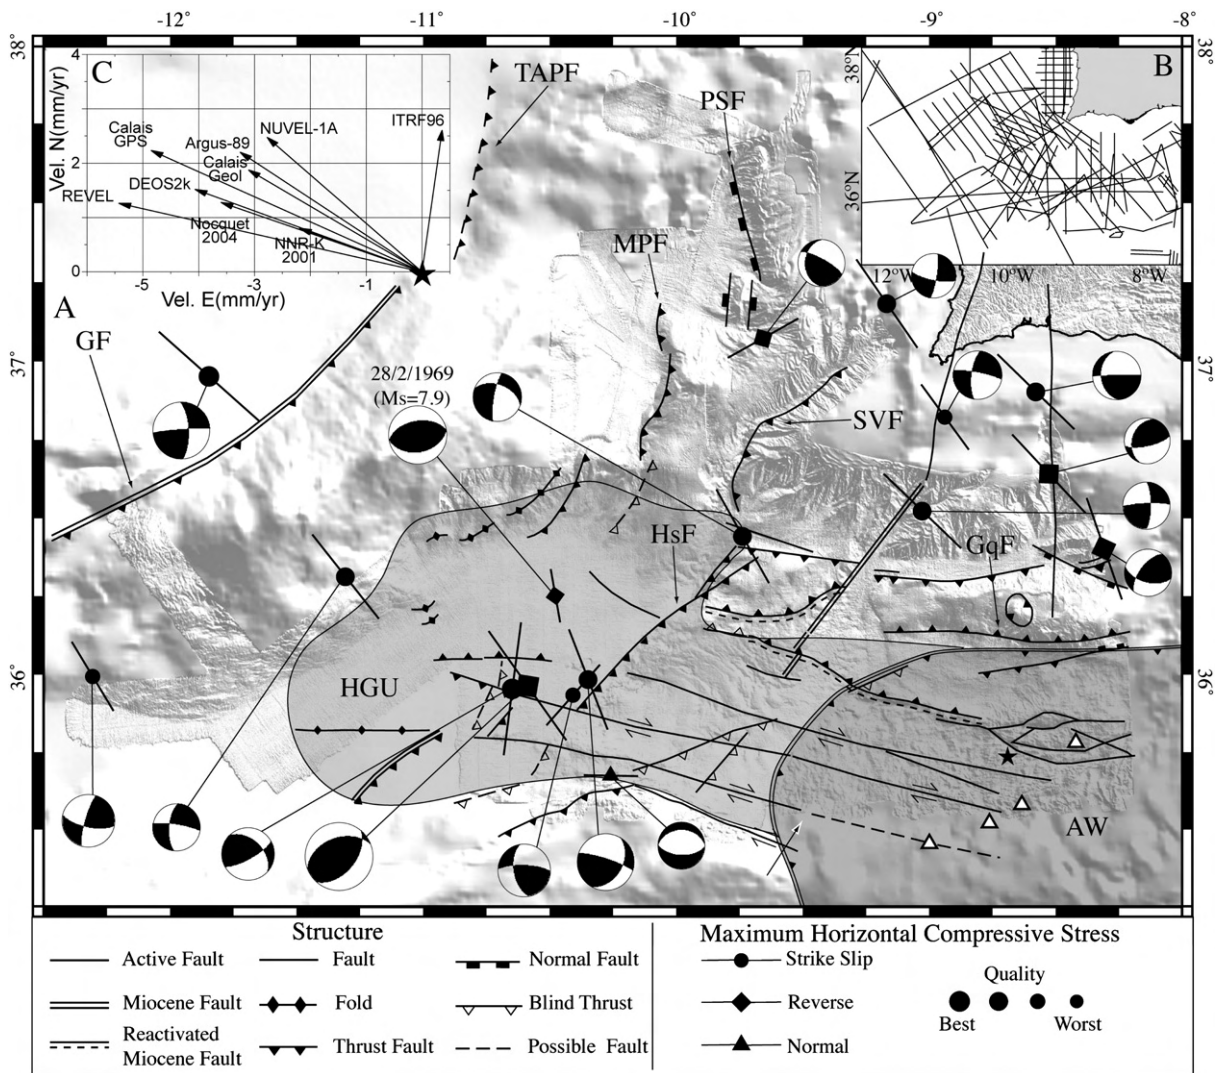 -12° -11° -10° -9° -8°
38°
38°
37°
37°
36°
36°
C
Vel. N(mm/yr)
4
2
0
-5
-3
-1
Vel. E(mm/yr)
Calais
GPS
Argus-89
NUVEL-1A
ITRF96
Calais
Geol
DEOS2k
REVEL
Nocquet
2004
NNR-K
2001
TAPF
PSF
B
38°N
36°N
12°W 10°W 8°W
A
GF
MPF
28/2/1969
(Ms=7.9)
SVF
HsF
GqF
HGU
AW
Structure
Active Fault
Fault
Normal Fault
Miocene Fault
Fold
Blind Thrust
Reactivated
Miocene Fault
Thrust Fault
Possible Fault
Maximum Horizontal Compressive Stress
Strike Slip
Reverse
Normal
Quality
Best Worst